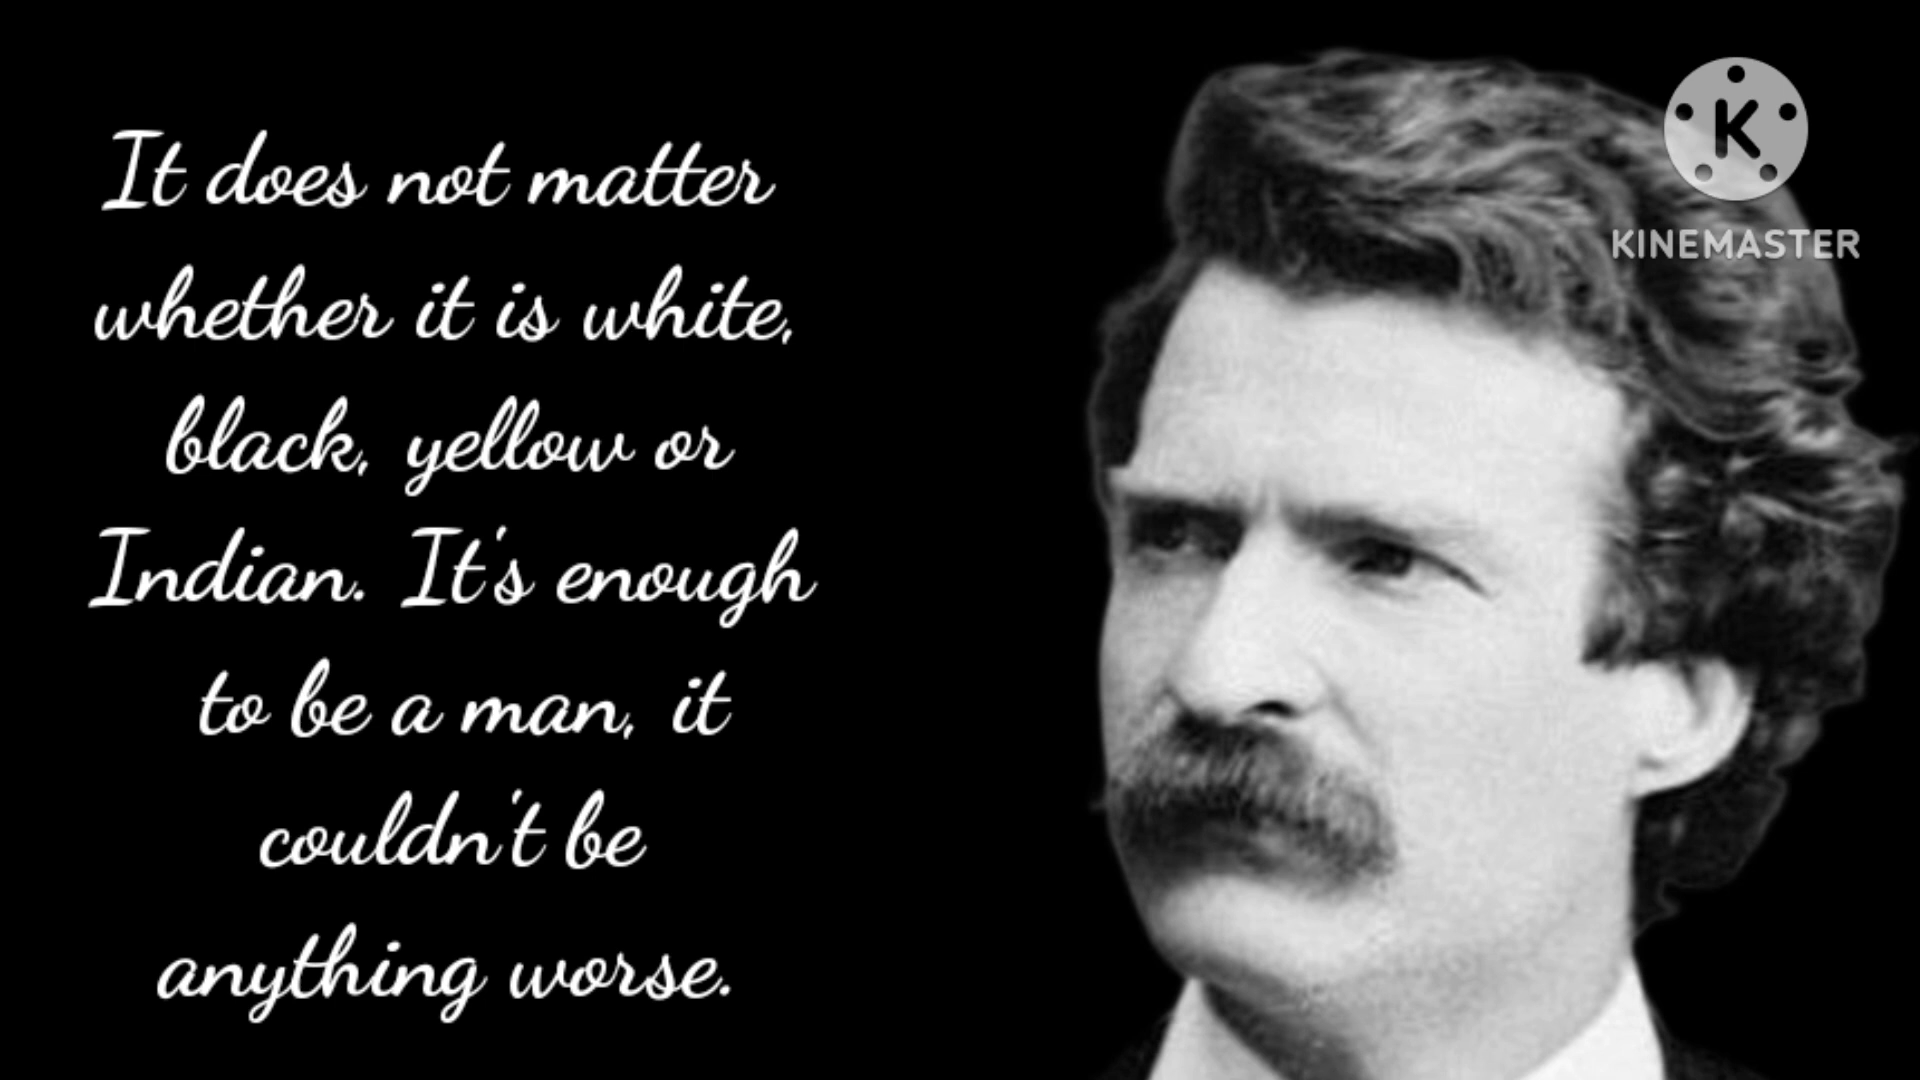 It does not matter
whether it is white,
black, yellow or
Indian. It's enough
to be a man, it
couldn't be
anything worse.
K
KINEMASTER